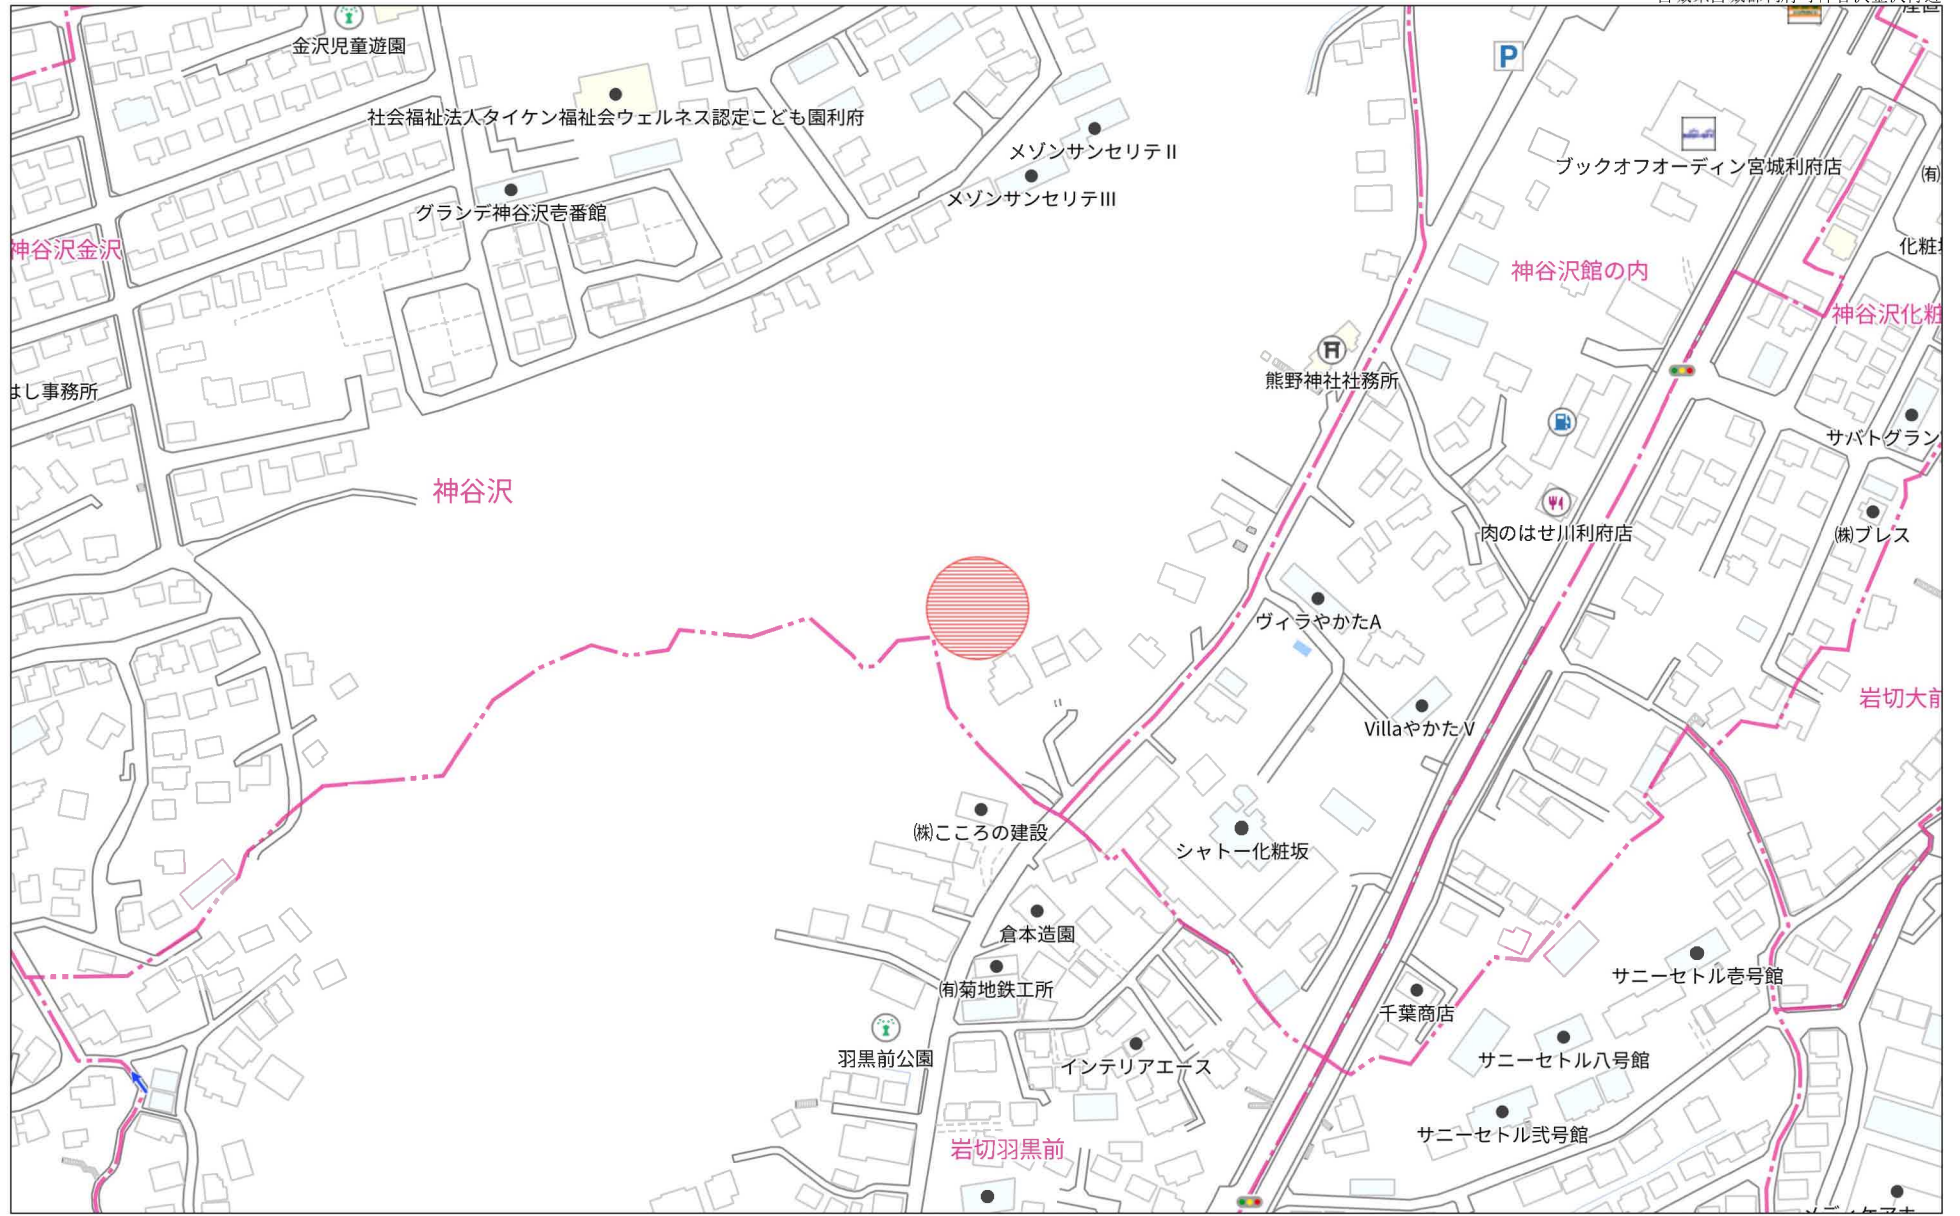 金沢児童遊園
P
社会福祉法人タイケン福祉会ウェルネス認定こども園利府
メゾンサンセリテⅡ
ブックオフオーディン宮城利府店
㈲
メゾンサンセリテⅢ
グランデ神谷沢壱番館
神谷沢金沢
化粧
神谷沢館の内
神谷沢化粧
熊野神社社務所
はし事務所
サバトグラン
神谷沢
肉のはせ川利府店
㈱ブレス
ヴィラやかたA
岩切大前
VillaやかたⅤ
㈱こころの建設
シャトー化粧坂
倉本造園
サニーセトル壱号館
㈲菊地鉄工所
千葉商店
羽黒前公園
インテリアエース
サニーセトル八号館
サニーセトル弐号館
岩切羽黒前